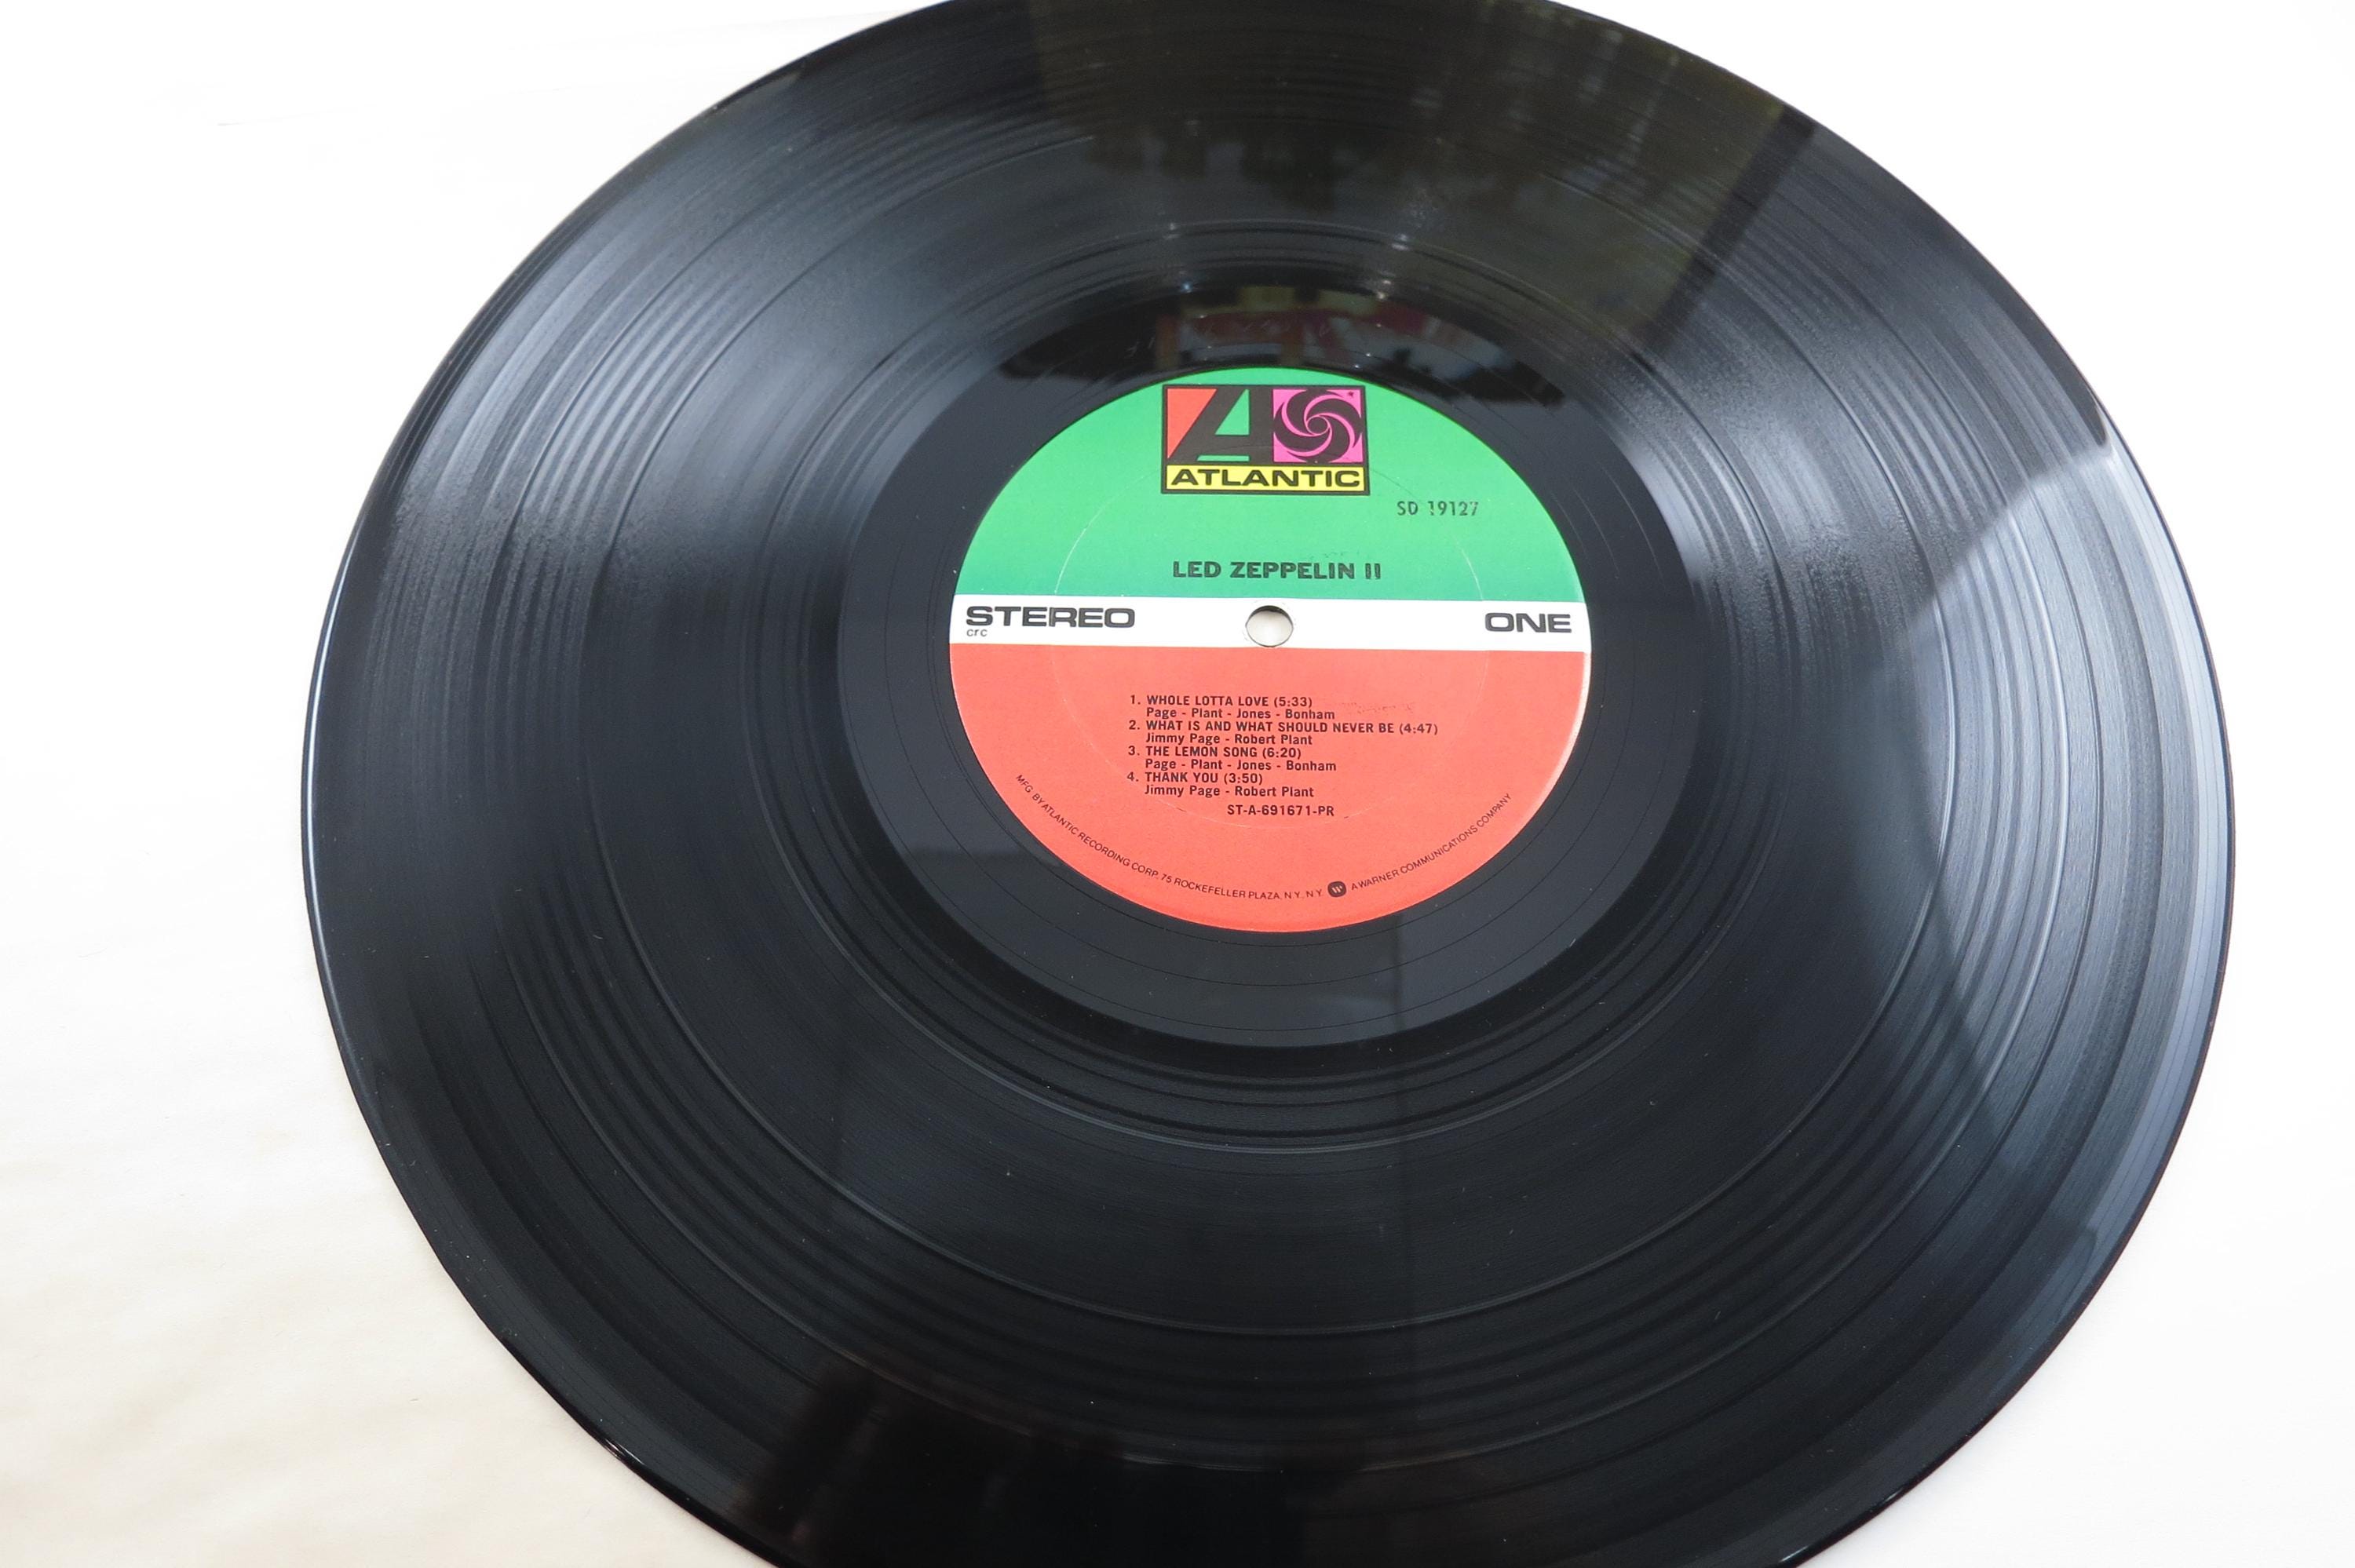 ATLANTIC
SD 19127
LED ZEPPELIN II
STEREO
crc
ONE
1. WHOLE LOTTA LOVE (5:33)
Page - Plant - Jones - Bonham
2. WHAT IS AND WHAT SHOULD NEVER BE (4:47)
Jimmy Page - Robert Plant
3. THE LEMON SONG (6:20)
Page - Plant - Jones - Bonham
4. THANK YOU (3:50)
Jimmy Page - Robert Plant
ST-A-691671-PR
MFG. BY ATLANTIC RECORDING CORP. 75 ROCKEFELLER PLAZA. N.Y. N.Y. W A WARNER COMMUNICATIONS COMPANY